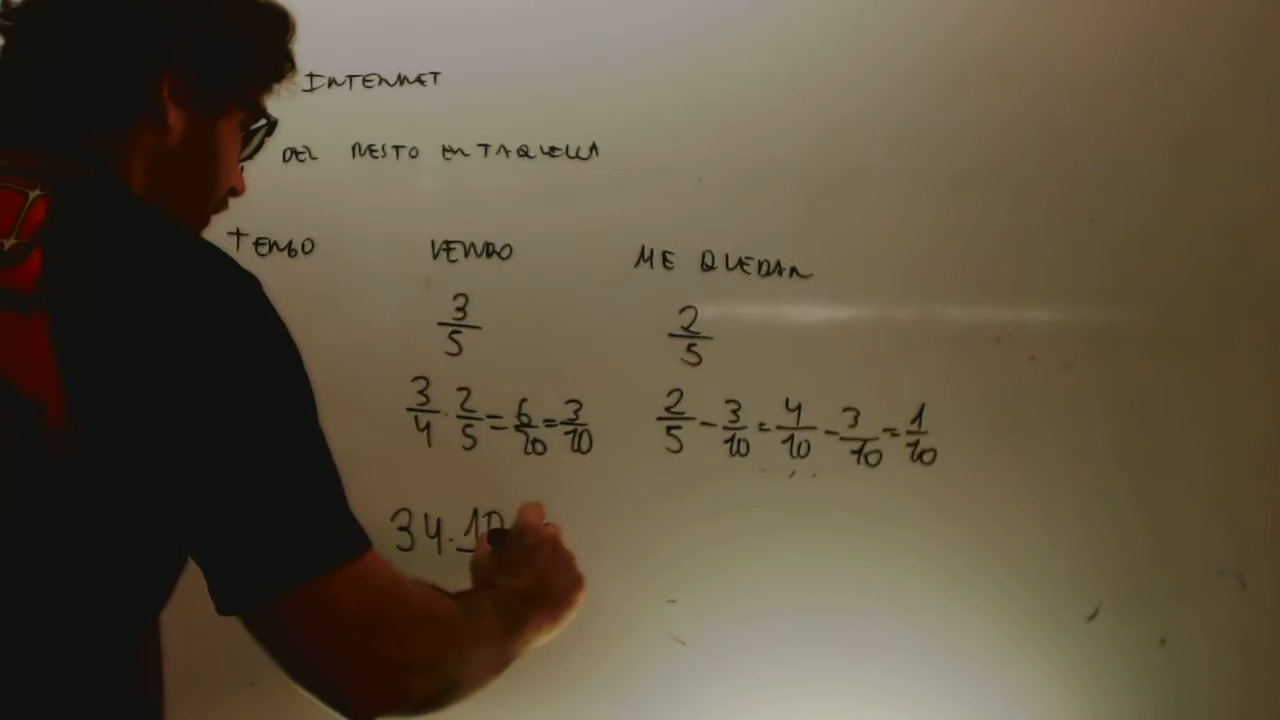 INTERNET
DEL RESTO EN TAQUILLA
TENGO VENDO ME QUEDAN
3/5 2/5
3/4 · 2/5 = 6/20 = 3/10 2/5 - 3/10 = 4/10 - 3/10 = 1/10
34 · 10